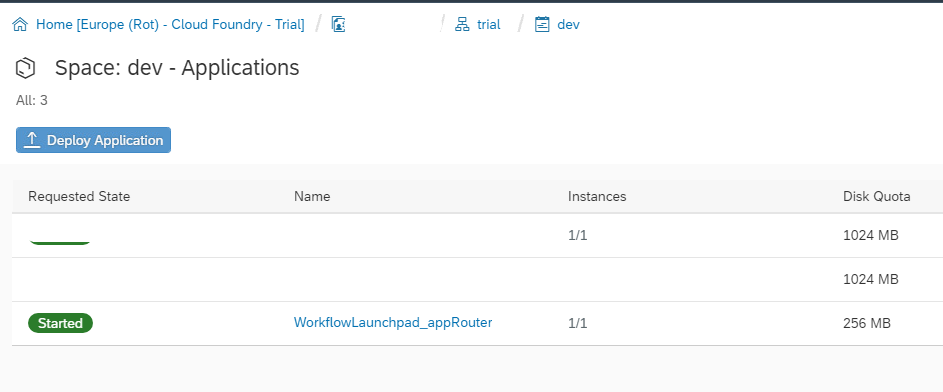 Home [Europe (Rot) - Cloud Foundry - Trial] / / trial / dev
Space: dev - Applications
All: 3
Deploy Application
Requested State Name Instances Disk Quota
1/1 1024 MB
1024 MB
Started WorkflowLaunchpad_appRouter 1/1 256 MB